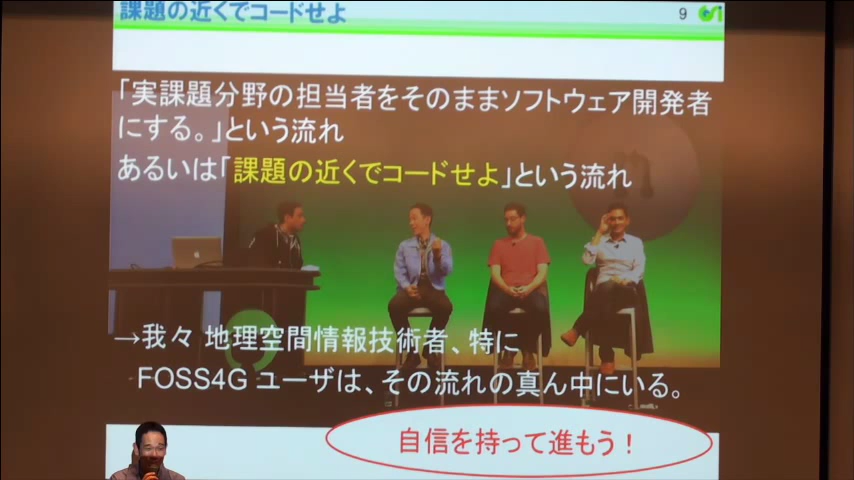 課題の近くでコードせよ
9
「実課題分野の担当者をそのままソフトウェア開発者
にする。」という流れ
あるいは「課題の近くでコードせよ」という流れ
→我々 地理空間情報技術者、特に
FOSS4G ユーザは、その流れの真ん中にいる。
自信を持って進もう！